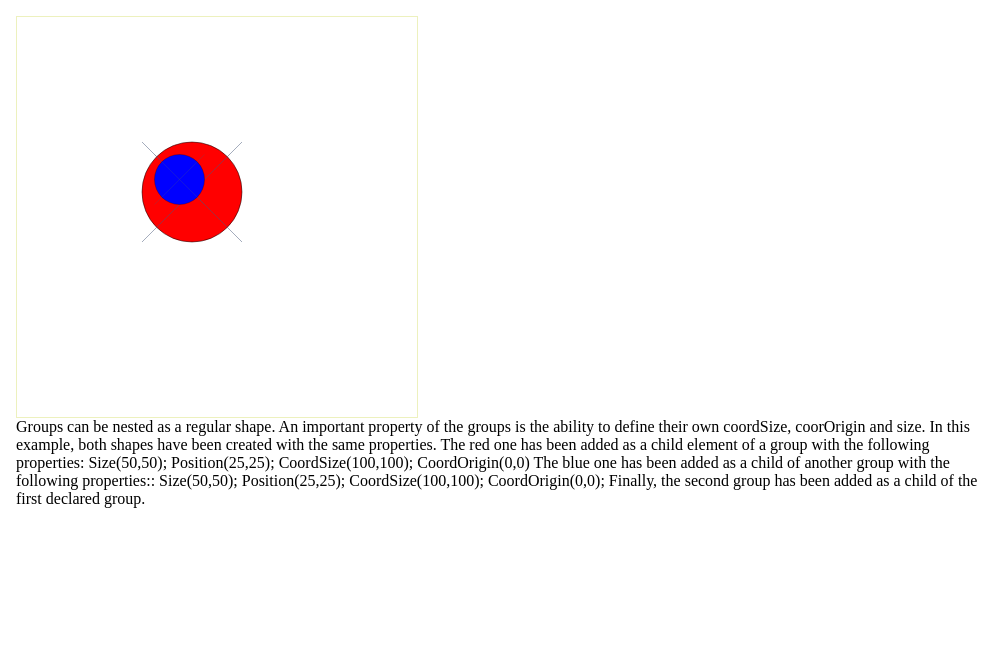 Groups can be nested as a regular shape. An important property of the groups is the ability to define their own coordSize, coorOrigin and size. In this
example, both shapes have been created with the same properties. The red one has been added as a child element of a group with the following
properties: Size(50,50); Position(25,25); CoordSize(100,100); CoordOrigin(0,0) The blue one has been added as a child of another group with the
following properties:: Size(50,50); Position(25,25); CoordSize(100,100); CoordOrigin(0,0); Finally, the second group has been added as a child of the
first declared group.